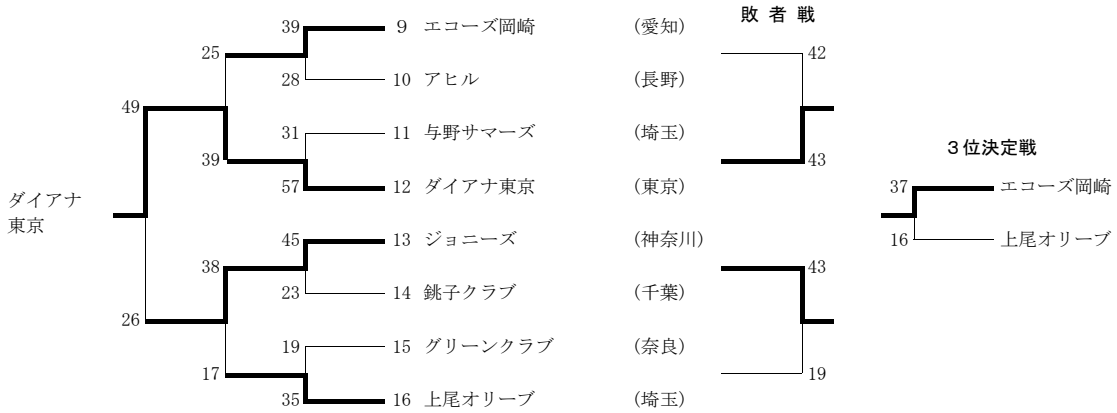 敗 者 戦
39 9 エコーズ岡崎 (愛知)
25 42
28 10 アヒル (長野)
49
31 11 与野サマーズ (埼玉)
39 43
3位決定戦
57 12 ダイアナ東京 (東京)
37 エコーズ岡崎
ダイアナ
東京
45 13 ジョニーズ (神奈川)
16 上尾オリーブ
38 43
23 14 銚子クラブ (千葉)
26
19 15 グリーンクラブ (奈良)
17 19
35 16 上尾オリーブ (埼玉)